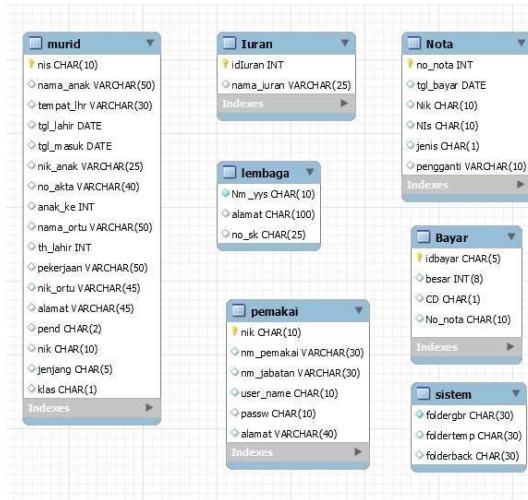 murid
nis CHAR(10)
nama_anak VARCHAR(50)
tempat_lhr VARCHAR(30)
tgl_lahir DATE
tgl_masuk DATE
nik_anak VARCHAR(25)
no_akta VARCHAR(40)
anak_ke INT
nama_ortu VARCHAR(50)
th_lahir INT
pekerjaan VARCHAR(50)
nik_ortu VARCHAR(45)
alamat VARCHAR(45)
pend CHAR(2)
nik CHAR(10)
jenjang CHAR(5)
klas CHAR(1)
Indexes
Iuran
idIuran INT
nama_iuran VARCHAR(25)
Indexes
lembaga
Nm_yys CHAR(10)
alamat CHAR(100)
no_sk CHAR(25)
pemakai
nik CHAR(10)
nm_pemakai VARCHAR(30)
nm_jabatan VARCHAR(30)
user_name CHAR(10)
passw CHAR(10)
alamat VARCHAR(40)
Indexes
Nota
no_nota INT
tgl_bayar DATE
Nik CHAR(10)
NIs CHAR(10)
jenis CHAR(1)
pengganti VARCHAR(10)
Indexes
Bayar
idbayar CHAR(5)
besar INT(8)
CD CHAR(1)
No_nota CHAR(10)
Indexes
sistem
foldergbr CHAR(30)
foldertemp CHAR(30)
folderback CHAR(30)